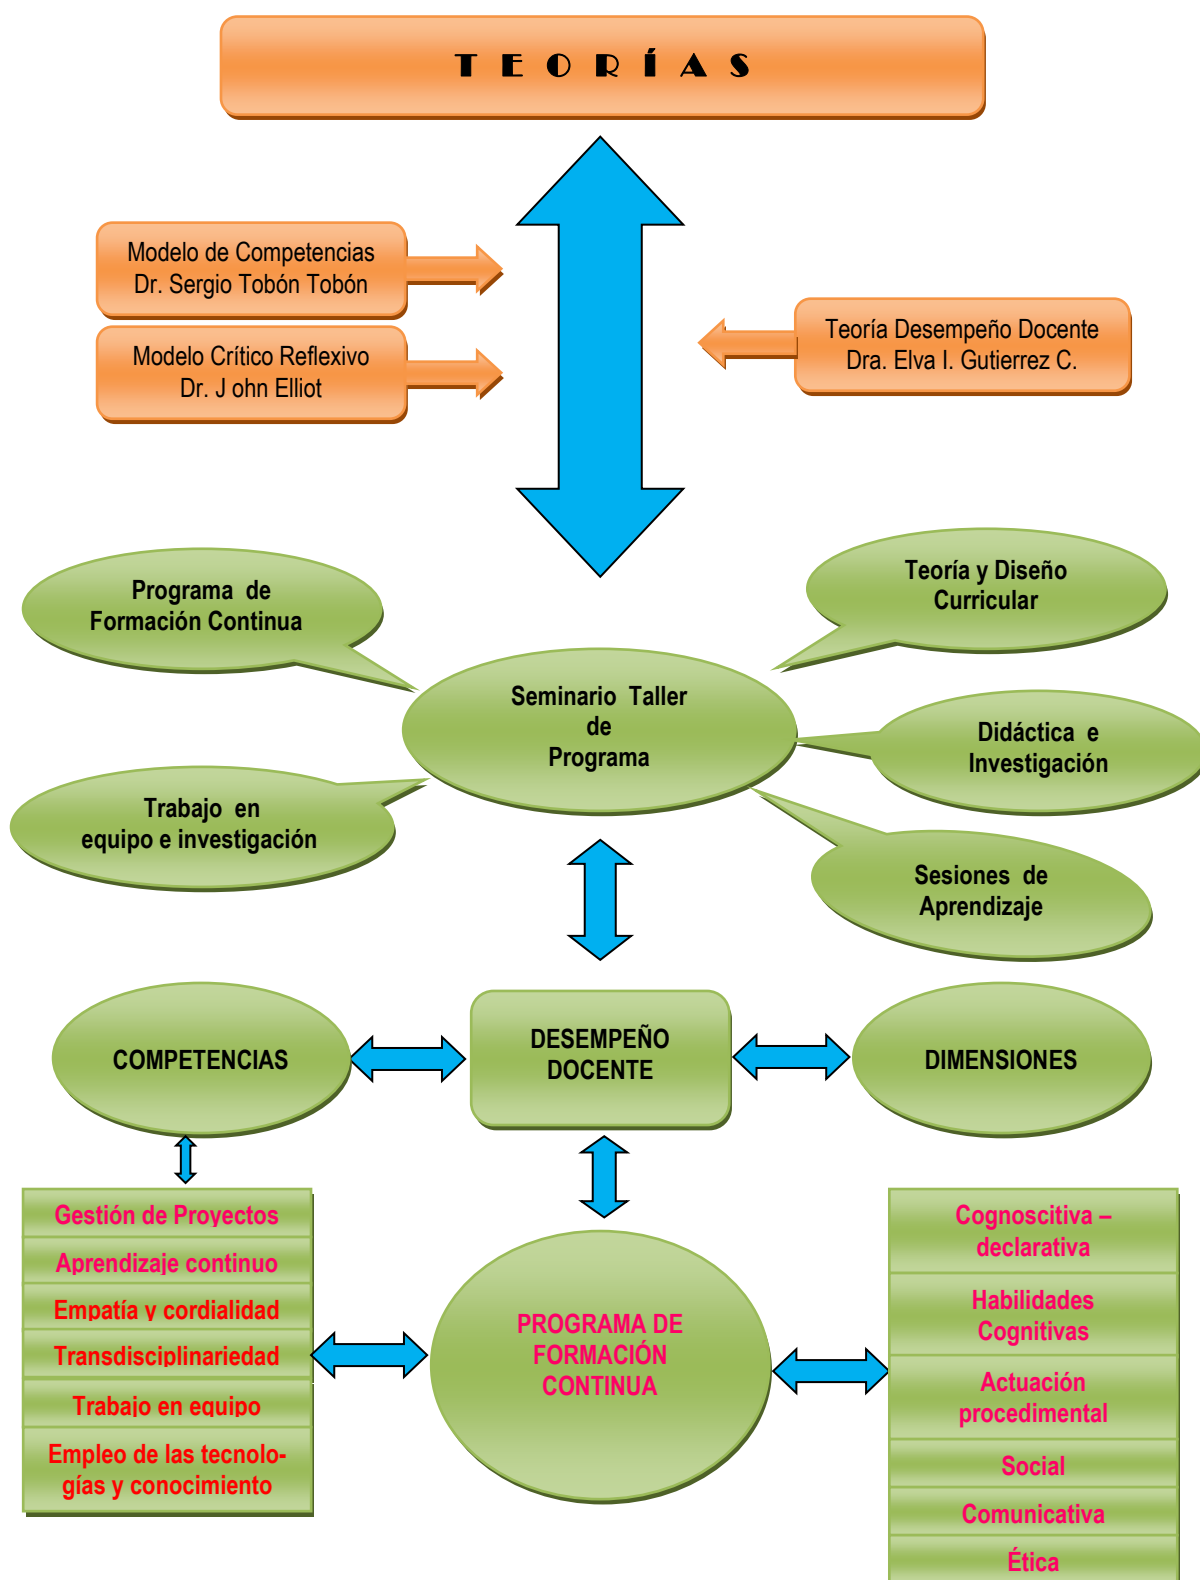 TEORÍAS
Modelo de Competencias
Dr. Sergio Tobón Tobón
Modelo Crítico Reflexivo
Dr. J ohn Elliot
Teoría Desempeño Docente
Dra. Elva I. Gutierrez C.
Programa de
Formación Continua
Teoría y Diseño
Curricular
Seminario Taller
de
Programa
Didáctica e
Investigación
Trabajo en
equipo e investigación
Sesiones de
Aprendizaje
COMPETENCIAS
DESEMPEÑO
DOCENTE
DIMENSIONES
Gestión de Proyectos
Aprendizaje continuo
Empatía y cordialidad
Transdisciplinariedad
Trabajo en equipo
Empleo de las tecnolo-
gías y conocimiento
PROGRAMA DE
FORMACIÓN
CONTINUA
Cognoscitiva –
declarativa
Habilidades
Cognitivas
Actuación
procedimental
Social
Comunicativa
Ética